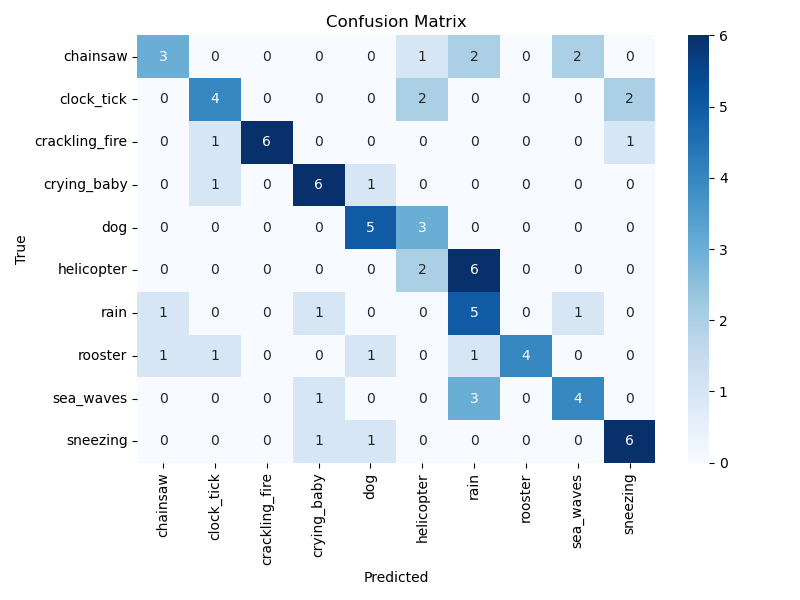 Confusion Matrix
chainsaw 3 0 0 0 0 1 2 0 2 0
clock_tick 0 4 0 0 0 2 0 0 0 2
crackling_fire 0 1 6 0 0 0 0 0 0 1
crying_baby 0 1 0 6 1 0 0 0 0 0
dog 0 0 0 0 5 3 0 0 0 0
helicopter 0 0 0 0 0 2 6 0 0 0
rain 1 0 0 1 0 0 5 0 1 0
rooster 1 1 0 0 1 0 1 4 0 0
sea_waves 0 0 0 1 0 0 3 0 4 0
sneezing 0 0 0 1 1 0 0 0 0 6
True
chainsaw
clock_tick
crackling_fire
crying_baby
dog
helicopter
rain
rooster
sea_waves
sneezing
Predicted
6
5
4
3
2
1
0